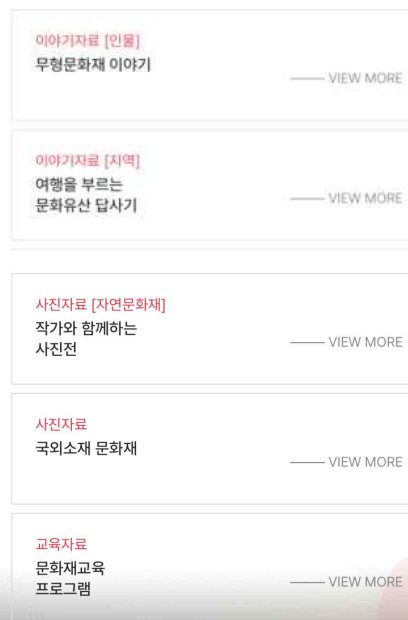 이야기자료 [인물]
무형문화재 이야기
VIEW MORE
이야기자료 [지역]
여행을 부르는
문화유산 답사기
VIEW MORE
사진자료 [자연문화재]
작가와 함께하는
사진전
VIEW MORE
사진자료
국외소재 문화재
VIEW MORE
교육자료
문화재교육
프로그램
VIEW MORE